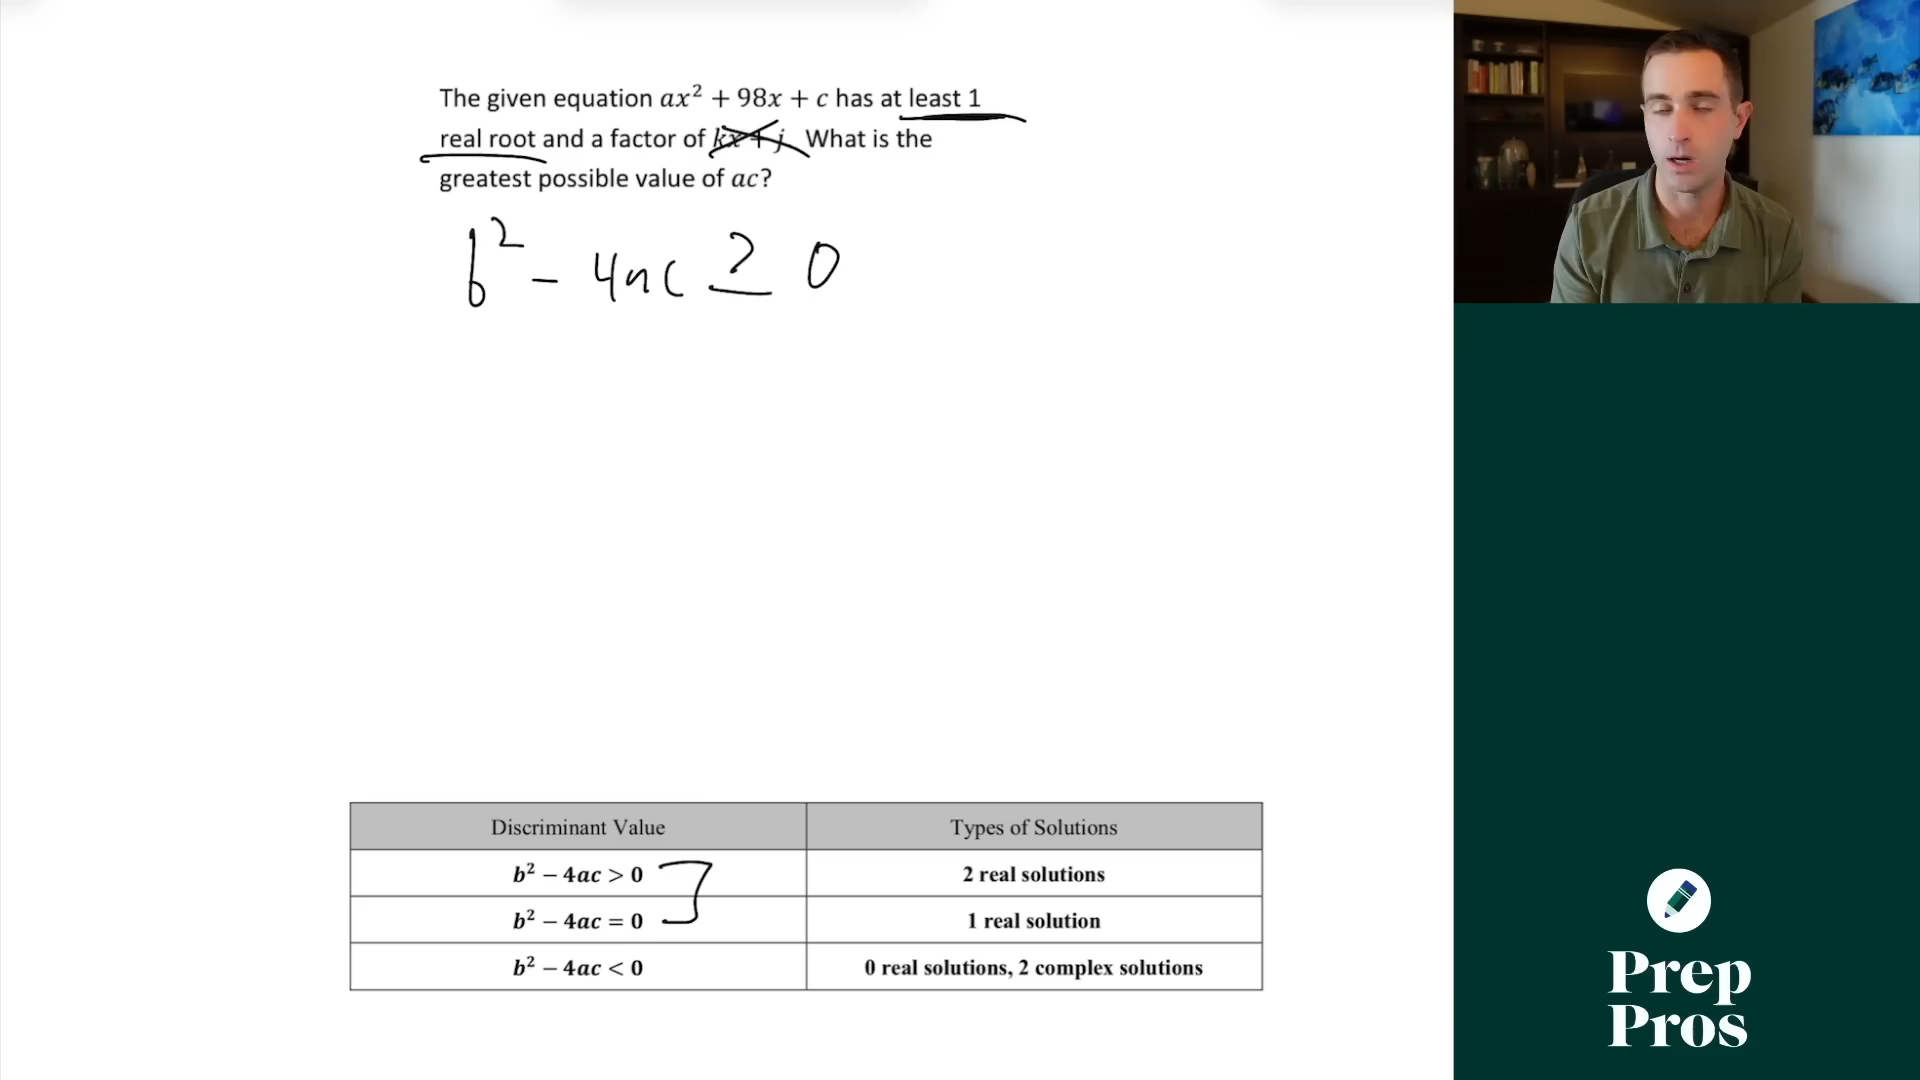 The given equation ax² + 98x + c has at least 1
real root and a factor of kx + j. What is the
greatest possible value of ac?
b² - 4ac ≥ 0
Discriminant Value Types of Solutions
b² − 4ac > 0 2 real solutions
b² − 4ac = 0 1 real solution
b² − 4ac < 0 0 real solutions, 2 complex solutions
Prep
Pros